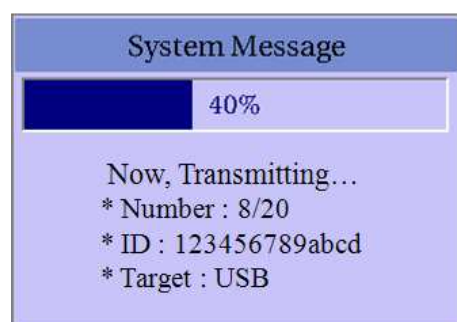 System Message
40%
Now, Transmitting...
* Number : 8/20
* ID : 123456789abcd
* Target : USB